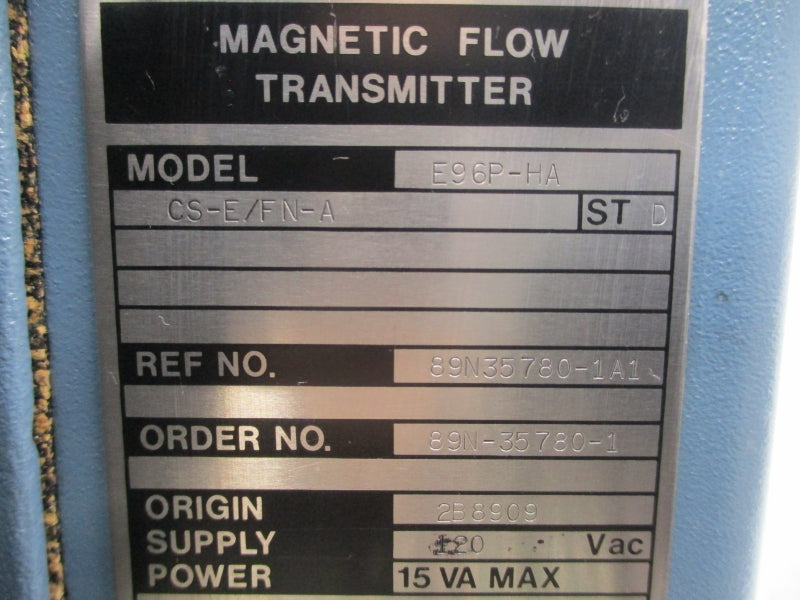 MAGNETIC FLOW
TRANSMITTER
MODEL E96P-HA
CS-E/FN-A ST D
REF NO. 89N35780-1A1
ORDER NO. 89N-35780-1
ORIGIN 2B8909
SUPPLY 120 Vac
POWER 15 VA MAX